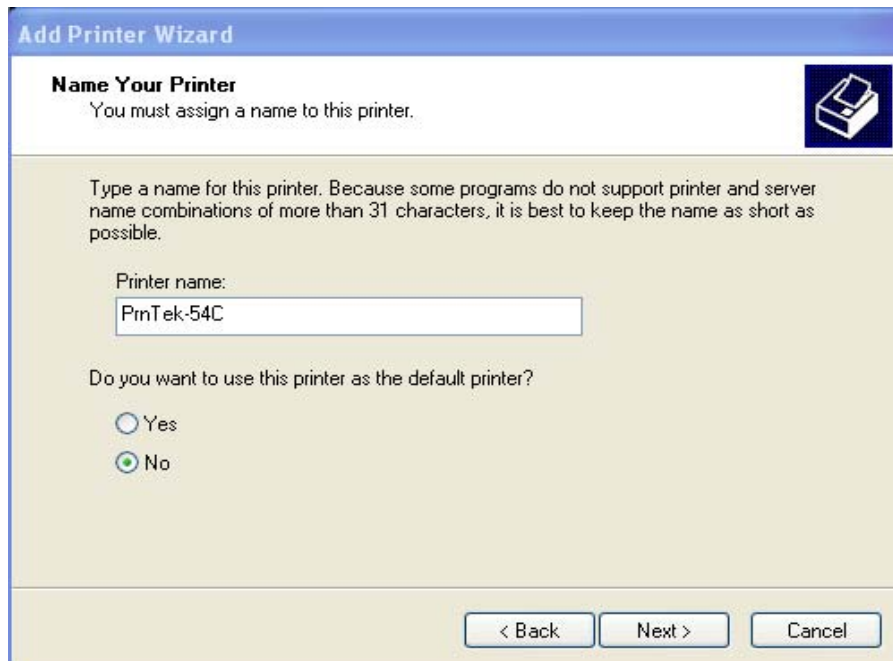 Add Printer Wizard
Name Your Printer
You must assign a name to this printer.
Type a name for this printer. Because some programs do not support printer and server
name combinations of more than 31 characters, it is best to keep the name as short as
possible.
Printer name:
PrnTek-54C
Do you want to use this printer as the default printer?
Yes
No
< Back Next > Cancel